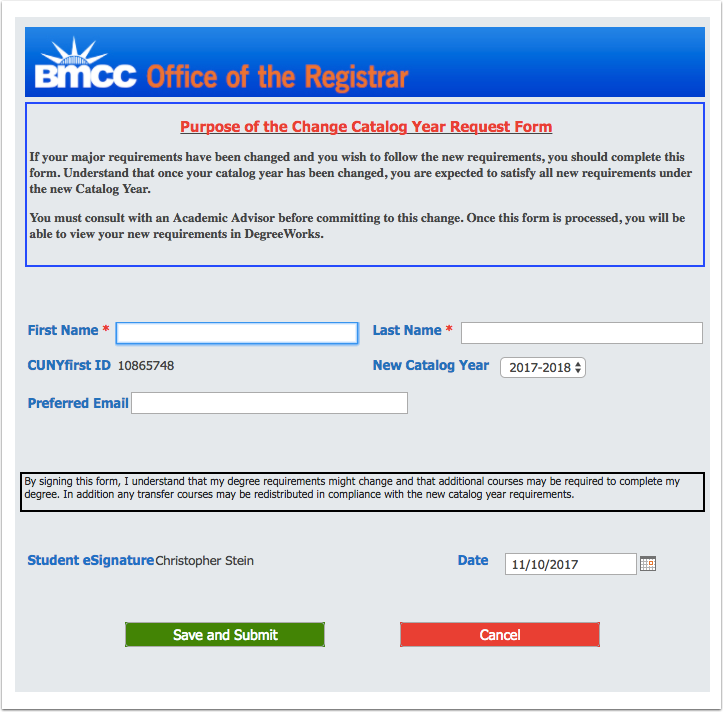 BMCC Office of the Registrar
Purpose of the Change Catalog Year Request Form
If your major requirements have been changed and you wish to follow the new requirements, you should complete this
form. Understand that once your catalog year has been changed, you are expected to satisfy all new requirements under
the new Catalog Year.
You must consult with an Academic Advisor before committing to this change. Once this form is processed, you will be
able to view your new requirements in DegreeWorks.
First Name * Last Name *
CUNYfirst ID 10865748 New Catalog Year 2017-2018
Preferred Email
By signing this form, I understand that my degree requirements might change and that additional courses may be required to complete my
degree. In addition any transfer courses may be redistributed in compliance with the new catalog year requirements.
Student eSignature Christopher Stein Date 11/10/2017
Save and Submit Cancel